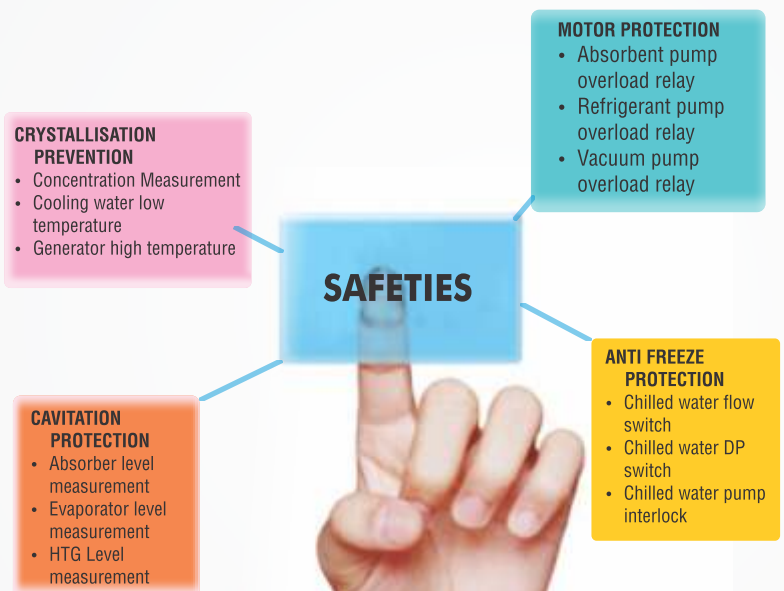 MOTOR PROTECTION
• Absorbent pump
overload relay
• Refrigerant pump
overload relay
• Vacuum pump
overload relay
CRYSTALLISATION
PREVENTION
• Concentration Measurement
• Cooling water low
temperature
• Generator high temperature
SAFETIES
ANTI FREEZE
PROTECTION
• Chilled water flow
switch
• Chilled water DP
switch
• Chilled water pump
interlock
CAVITATION
PROTECTION
• Absorber level
measurement
• Evaporator level
measurement
• HTG Level
measurement